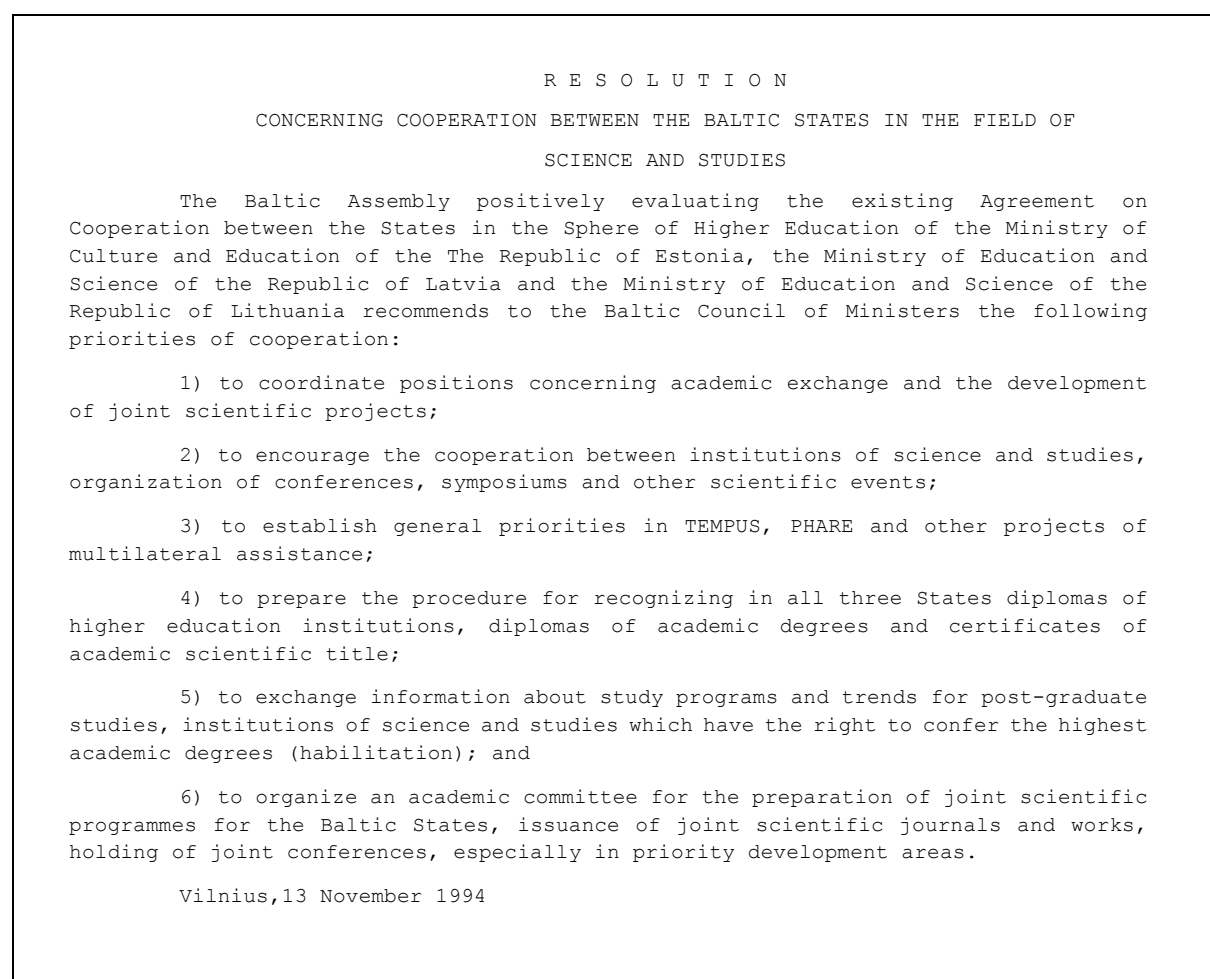 R E S O L U T I O N
CONCERNING COOPERATION BETWEEN THE BALTIC STATES IN THE FIELD OF
SCIENCE AND STUDIES
The Baltic Assembly positively evaluating the existing Agreement on
Cooperation between the States in the Sphere of Higher Education of the Ministry of
Culture and Education of the The Republic of Estonia, the Ministry of Education and
Science of the Republic of Latvia and the Ministry of Education and Science of the
Republic of Lithuania recommends to the Baltic Council of Ministers the following
priorities of cooperation:
1) to coordinate positions concerning academic exchange and the development
of joint scientific projects;
2) to encourage the cooperation between institutions of science and studies,
organization of conferences, symposiums and other scientific events;
3) to establish general priorities in TEMPUS, PHARE and other projects of
multilateral assistance;
4) to prepare the procedure for recognizing in all three States diplomas of
higher education institutions, diplomas of academic degrees and certificates of
academic scientific title;
5) to exchange information about study programs and trends for post-graduate
studies, institutions of science and studies which have the right to confer the highest
academic degrees (habilitation); and
6) to organize an academic committee for the preparation of joint scientific
programmes for the Baltic States, issuance of joint scientific journals and works,
holding of joint conferences, especially in priority development areas.
Vilnius,13 November 1994